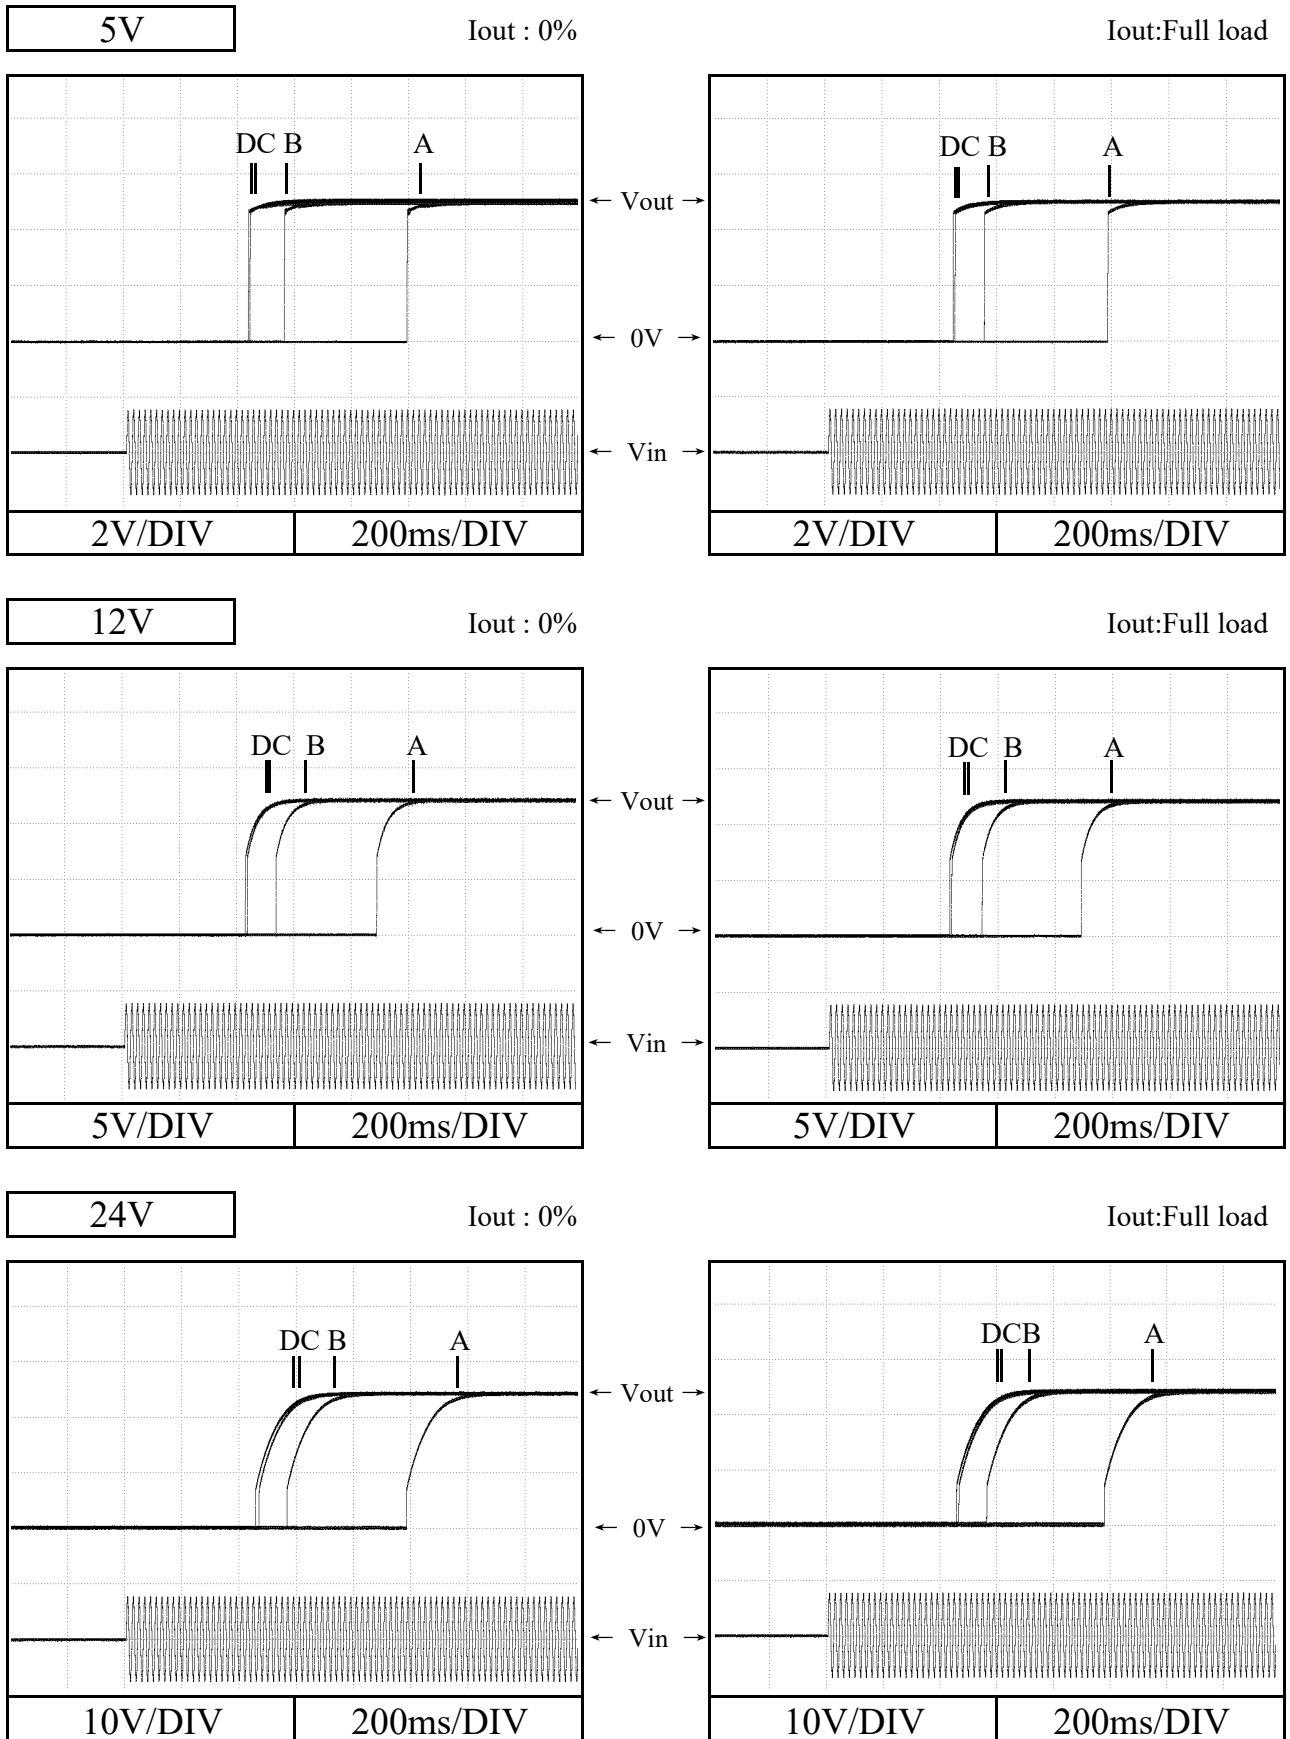 5V Iout : 0% Iout:Full load
DC B A DC B A
← Vout →
← 0V →
← Vin →
2V/DIV 200ms/DIV 2V/DIV 200ms/DIV
12V Iout : 0% Iout:Full load
DC B A DC B A
← Vout →
← 0V →
← Vin →
5V/DIV 200ms/DIV 5V/DIV 200ms/DIV
24V Iout : 0% Iout:Full load
DC B A DCB A
← Vout →
← 0V →
← Vin →
10V/DIV 200ms/DIV 10V/DIV 200ms/DIV